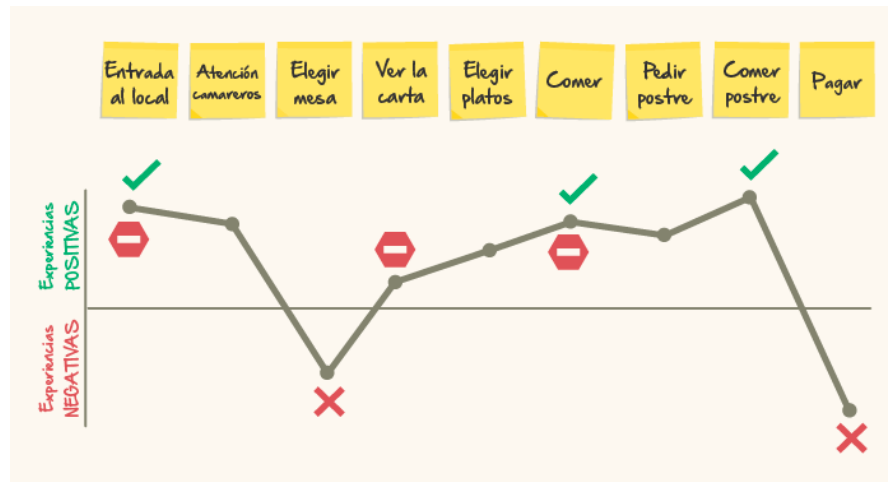 Entrada
al local
Atención
camareros
Elegir
mesa
Ver la
carta
Elegir
platos
Comer
Pedir
postre
Comer
postre
Pagar
Experiencias
POSITIVAS
Experiencias
NEGATIVAS